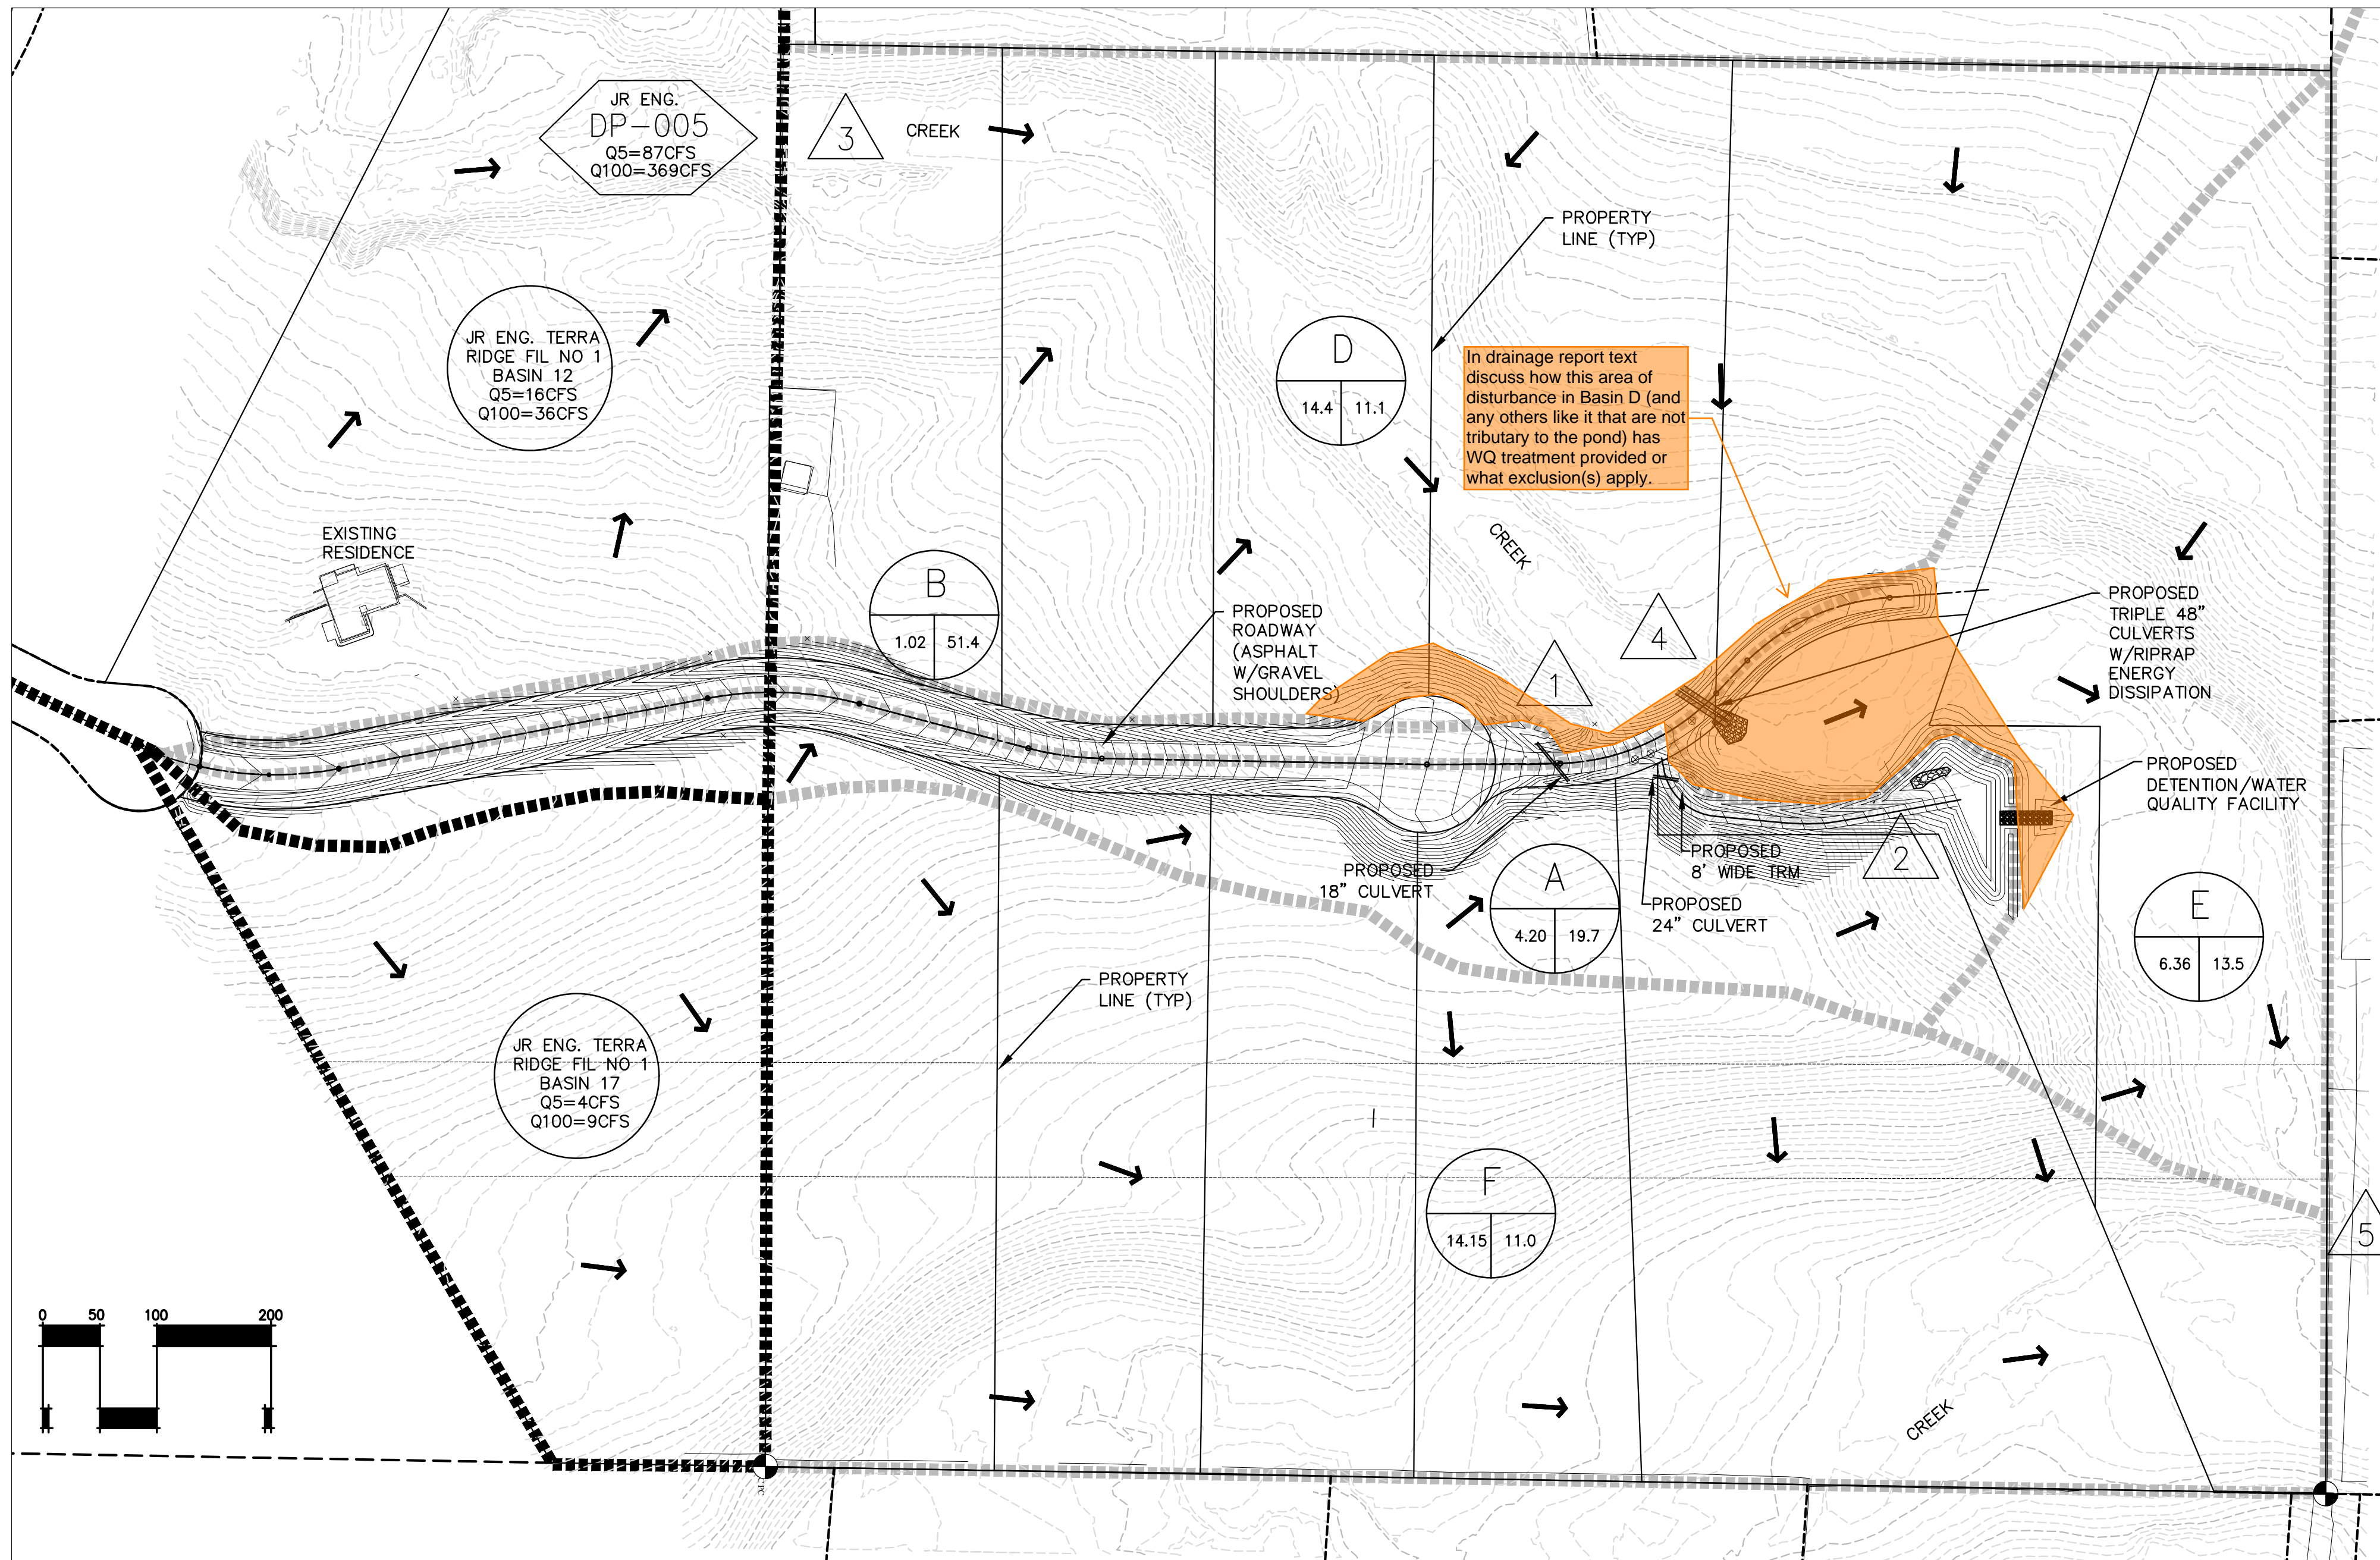 JR ENG.
DP-005
Q5=87CFS
Q100=369CFS
3
CREEK
PROPERTY
LINE (TYP)
JR ENG. TERRA
RIDGE FIL NO 1
BASIN 12
Q5=16CFS
Q100=36CFS
D
14.4 11.1
In drainage report text
discuss how this area of
disturbance in Basin D (and
any others like it that are not
tributary to the pond) has
WQ treatment provided or
what exclusion(s) apply.
EXISTING
RESIDENCE
CREEK
B
1.02 51.4
PROPOSED
ROADWAY
(ASPHALT
W/GRAVEL
SHOULDERS)
1
4
PROPOSED
TRIPLE 48"
CULVERTS
W/RIPRAP
ENERGY
DISSIPATION
PROPOSED
DETENTION/WATER
QUALITY FACILITY
PROPOSED
18" CULVERT
A
4.20 19.7
PROPOSED
8' WIDE TRM
2
PROPOSED
24" CULVERT
E
6.36 13.5
PROPERTY
LINE (TYP)
JR ENG. TERRA
RIDGE FIL NO 1
BASIN 17
Q5=4CFS
Q100=9CFS
F
14.15 11.0
5
0 50 100 200
CREEK